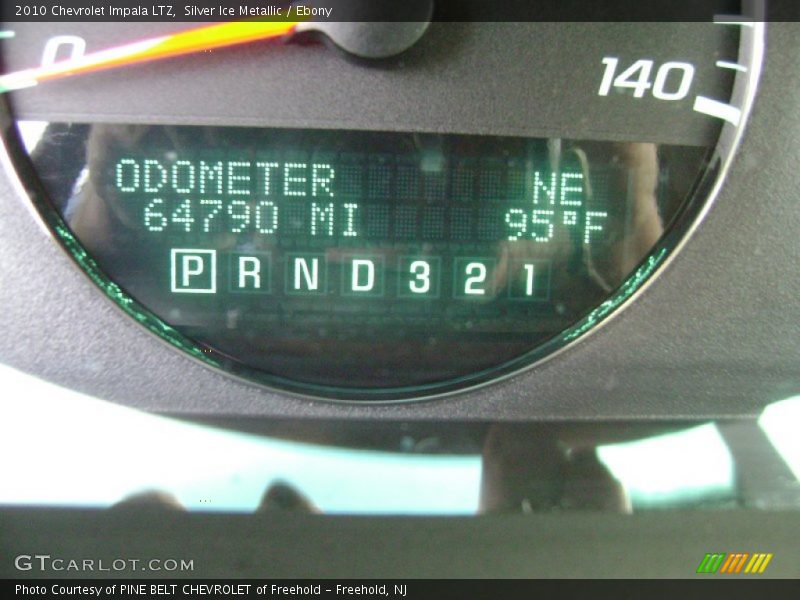 2010 Chevrolet Impala LTZ,  Silver Ice Metallic / Ebony
0
140
ODOMETER NE
64790 MI 95°F
P R N D 3 2 1
GTCARLOT.COM
Photo Courtesy of PINE BELT CHEVROLET of Freehold - Freehold, NJ